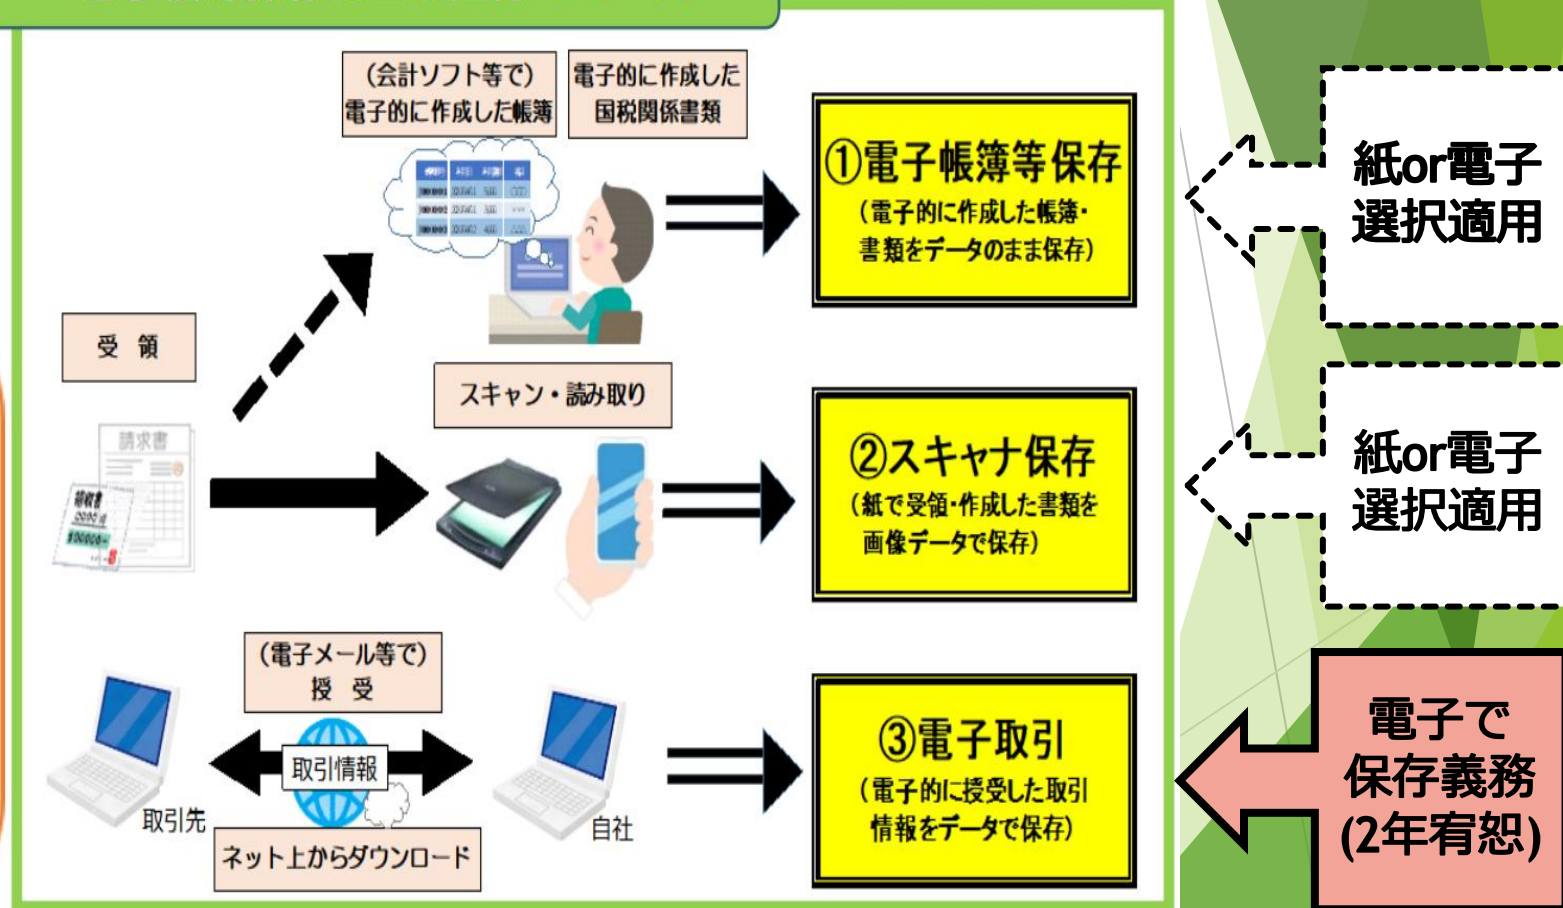 (会計ソフト等で)
電子的に作成した帳簿
電子的に作成した
国税関係書類
①電子帳簿等保存
(電子的に作成した帳簿・
書類をデータのまま保存)
紙or電子
選択適用
受 領
スキャン・読み取り
請求書
領収書
②スキャナ保存
(紙で受領・作成した書類を
画像データで保存)
紙or電子
選択適用
(電子メール等で)
授 受
取引情報
取引先
自社
ネット上からダウンロード
③電子取引
(電子的に授受した取引
情報をデータで保存)
電子で
保存義務
(2年宥恕)